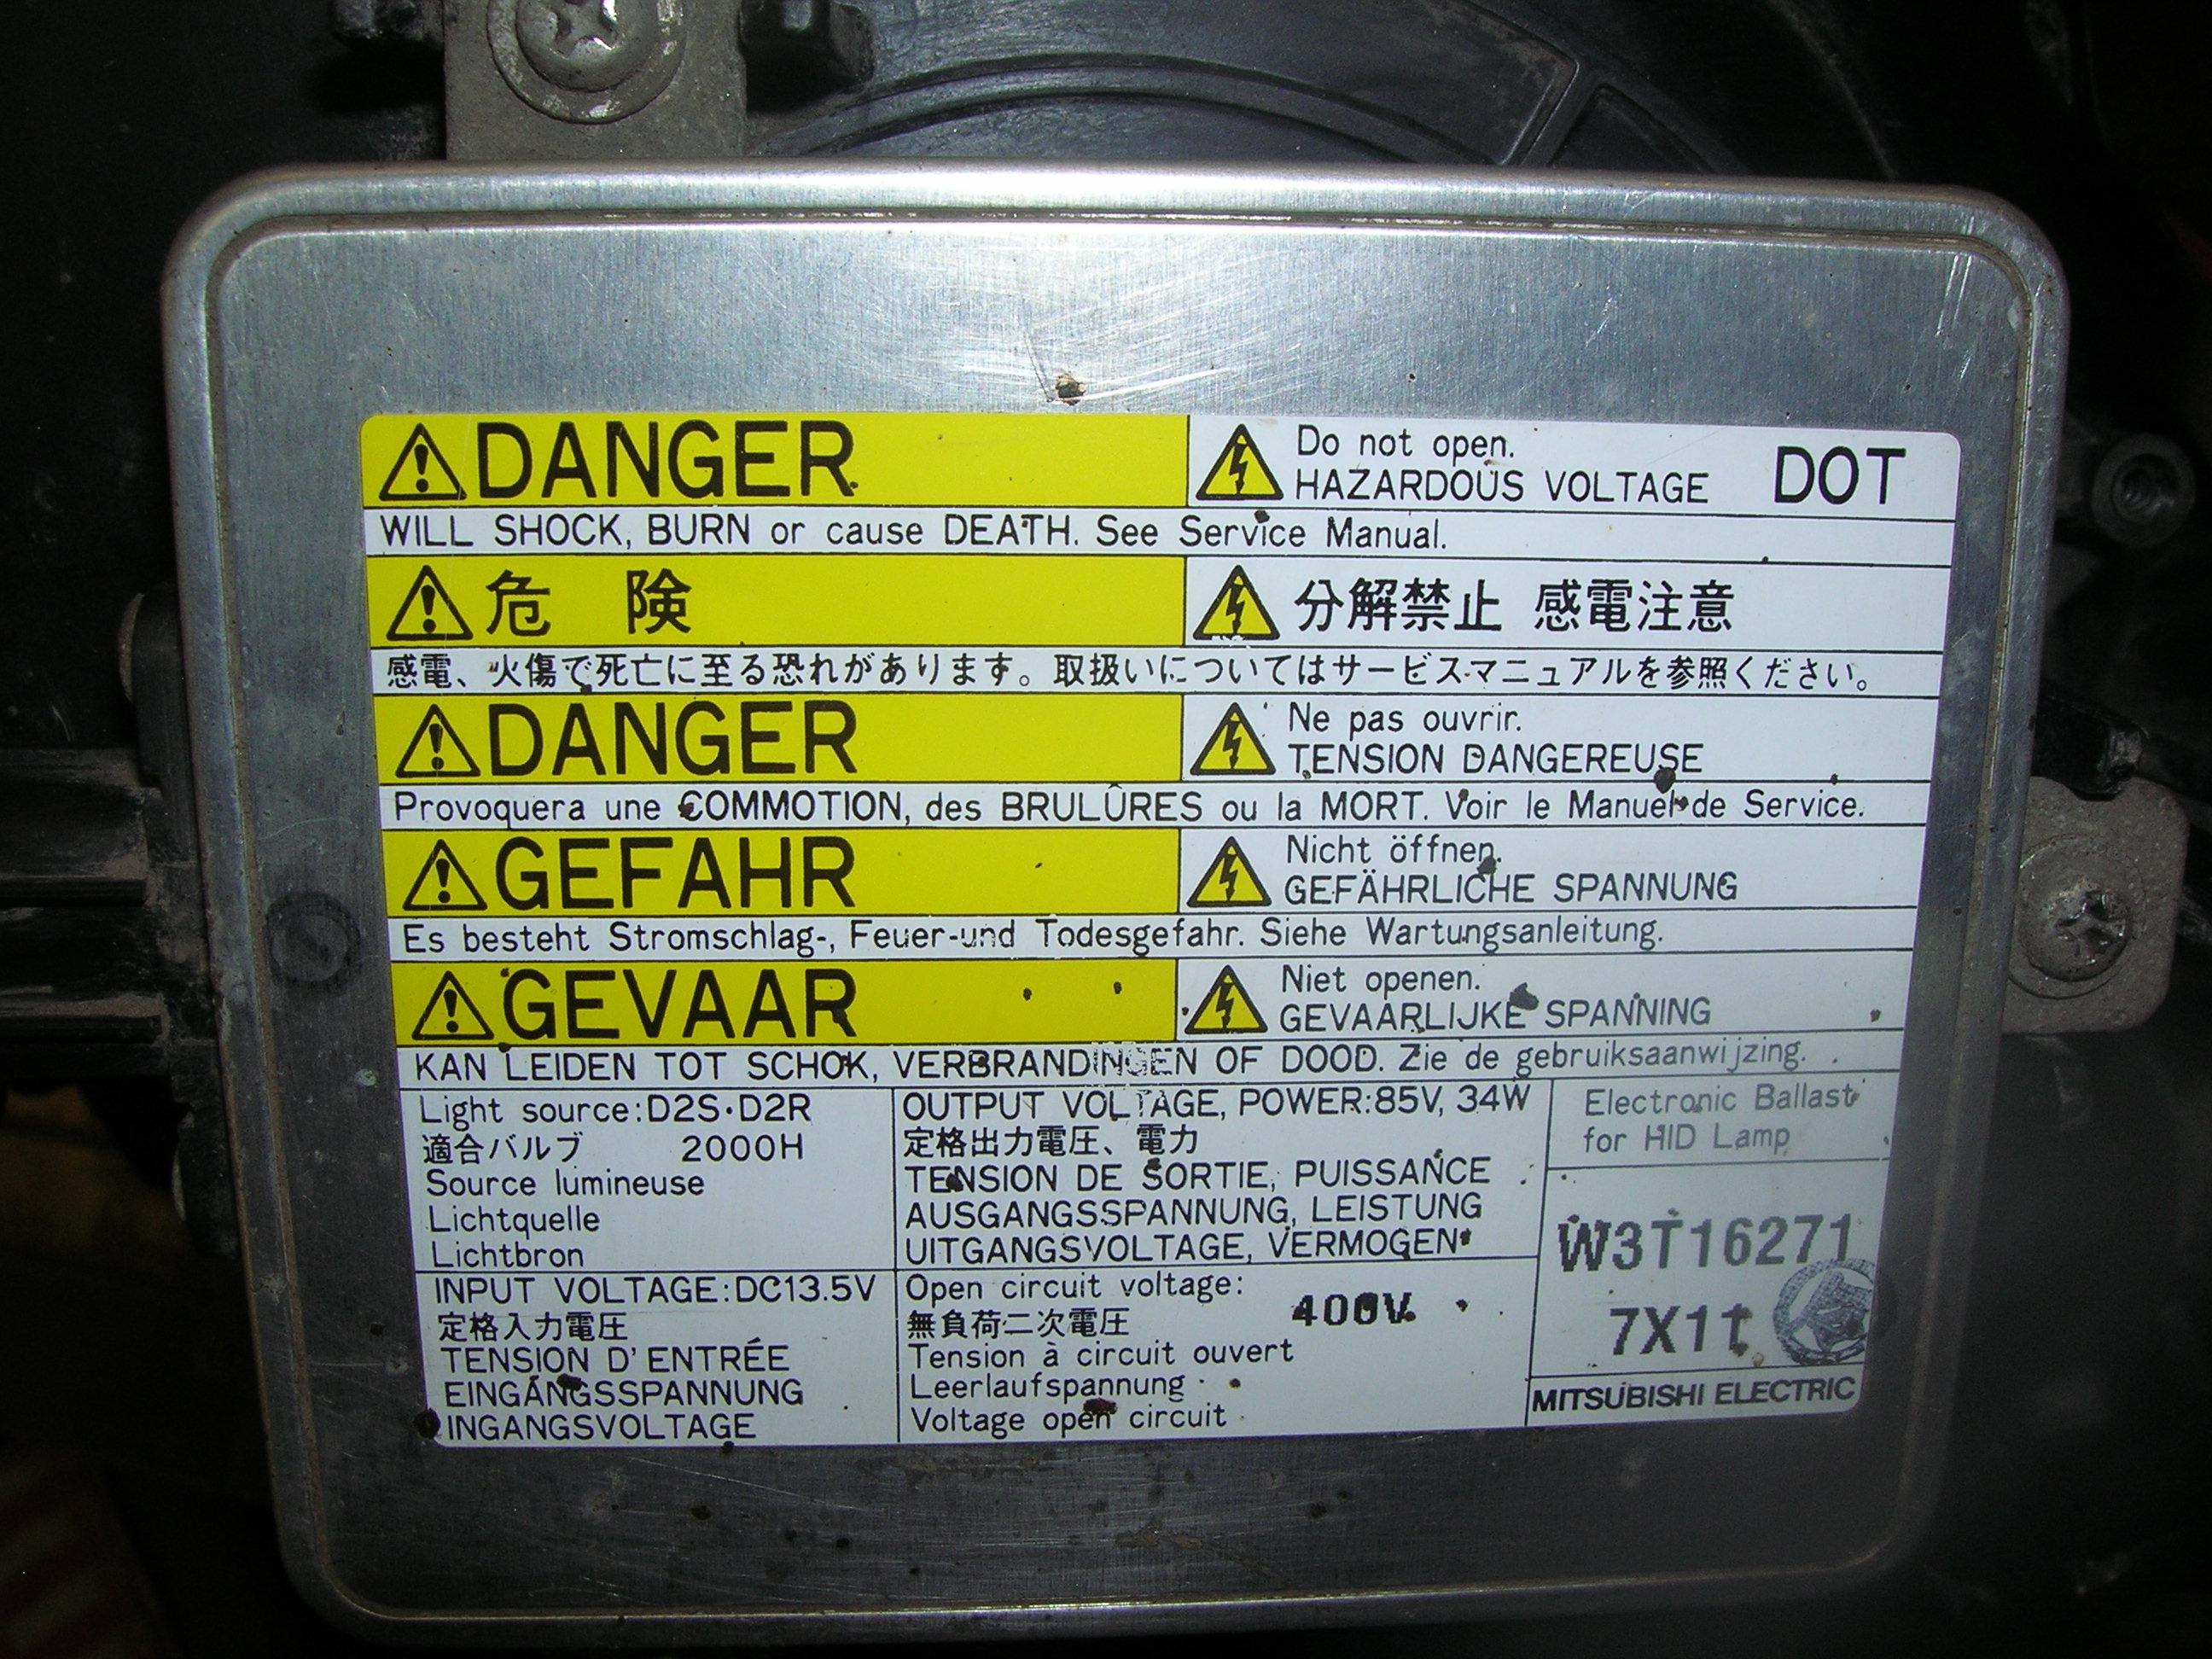 DANGER
Do not open.
HAZARDOUS VOLTAGE
DOT
WILL SHOCK, BURN or cause DEATH. See Service Manual.
危 険
分解禁止 感電注意
感電、火傷で死亡に至る恐れがあります。取扱いについてはサービスマニュアルを参照ください。
DANGER
Ne pas ouvrir.
TENSION DANGEREUSE
Provoquera une COMMOTION, des BRULÛRES ou la MORT. Voir le Manuel de Service.
GEFAHR
Nicht öffnen.
GEFÄHRLICHE SPANNUNG
Es besteht Stromschlag-, Feuer-und Todesgefahr. Siehe Wartungsanleitung.
GEVAAR
Niet openen.
GEVAARLIJKE SPANNING
KAN LEIDEN TOT SCHOK, VERBRANDINGEN OF DOOD. Zie de gebruiksaanwijzing.
Light source:D2S·D2R
適合バルブ 2000H
Source lumineuse
Lichtquelle
Lichtbron
OUTPUT VOLTAGE, POWER:85V, 34W
定格出力電圧、電力
TENSION DE SORTIE, PUISSANCE
AUSGANGSSPANNUNG, LEISTUNG
UITGANGSVOLTAGE, VERMOGEN
Electronic Ballast
for HID Lamp
INPUT VOLTAGE:DC13.5V
定格入力電圧
TENSION D'ENTRÉE
EINGANGSSPANNUNG
INGANGSVOLTAGE
Open circuit voltage: 400V
無負荷二次電圧
Tension à circuit ouvert
Leerlaufspannung
Voltage open circuit
W3T16271
MITSUBISHI ELECTRIC